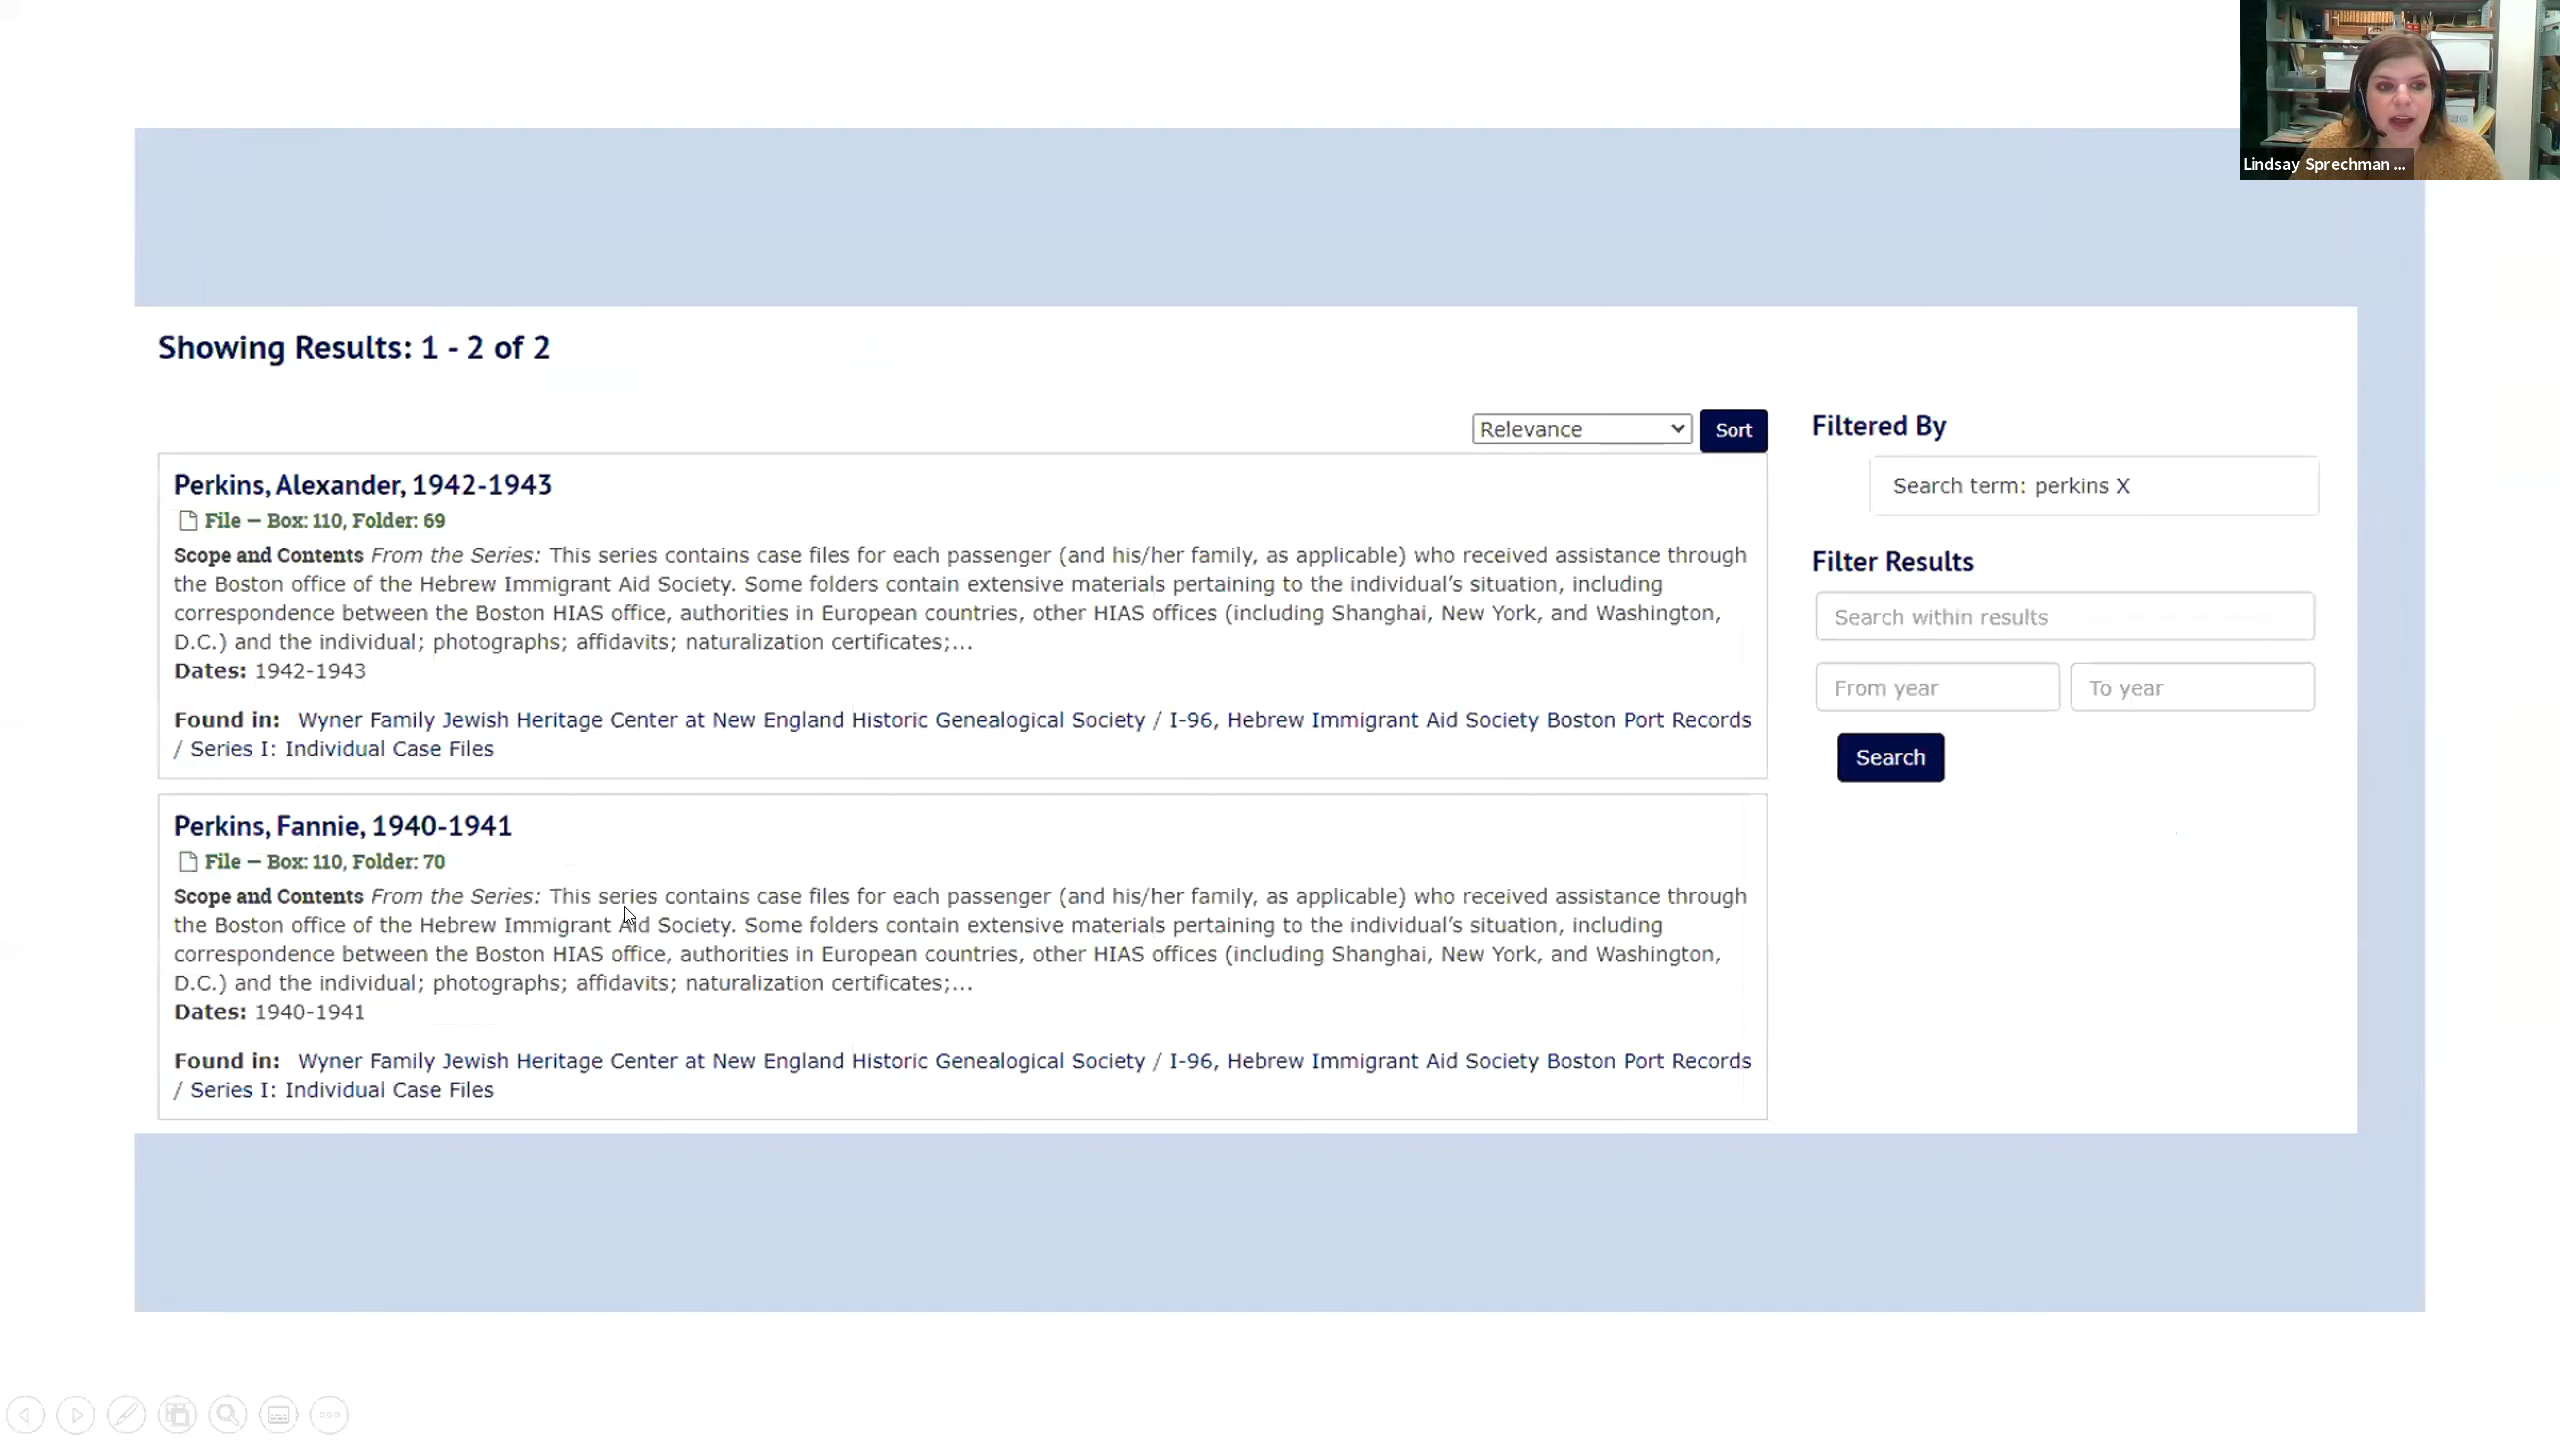 Lindsay Sprechman ...
Showing Results: 1 - 2 of 2
Relevance
Sort
Perkins, Alexander, 1942-1943
File — Box: 110, Folder: 69
Scope and Contents From the Series: This series contains case files for each passenger (and his/her family, as applicable) who received assistance through
the Boston office of the Hebrew Immigrant Aid Society. Some folders contain extensive materials pertaining to the individual's situation, including
correspondence between the Boston HIAS office, authorities in European countries, other HIAS offices (including Shanghai, New York, and Washington,
D.C.) and the individual; photographs; affidavits; naturalization certificates;...
Dates: 1942-1943
Found in: Wyner Family Jewish Heritage Center at New England Historic Genealogical Society / I-96, Hebrew Immigrant Aid Society Boston Port Records
/ Series I: Individual Case Files
Perkins, Fannie, 1940-1941
File — Box: 110, Folder: 70
Scope and Contents From the Series: This series contains case files for each passenger (and his/her family, as applicable) who received assistance through
the Boston office of the Hebrew Immigrant Aid Society. Some folders contain extensive materials pertaining to the individual's situation, including
correspondence between the Boston HIAS office, authorities in European countries, other HIAS offices (including Shanghai, New York, and Washington,
D.C.) and the individual; photographs; affidavits; naturalization certificates;...
Dates: 1940-1941
Found in: Wyner Family Jewish Heritage Center at New England Historic Genealogical Society / I-96, Hebrew Immigrant Aid Society Boston Port Records
/ Series I: Individual Case Files
Filtered By
Search term: perkins X
Filter Results
Search within results
From year
To year
Search